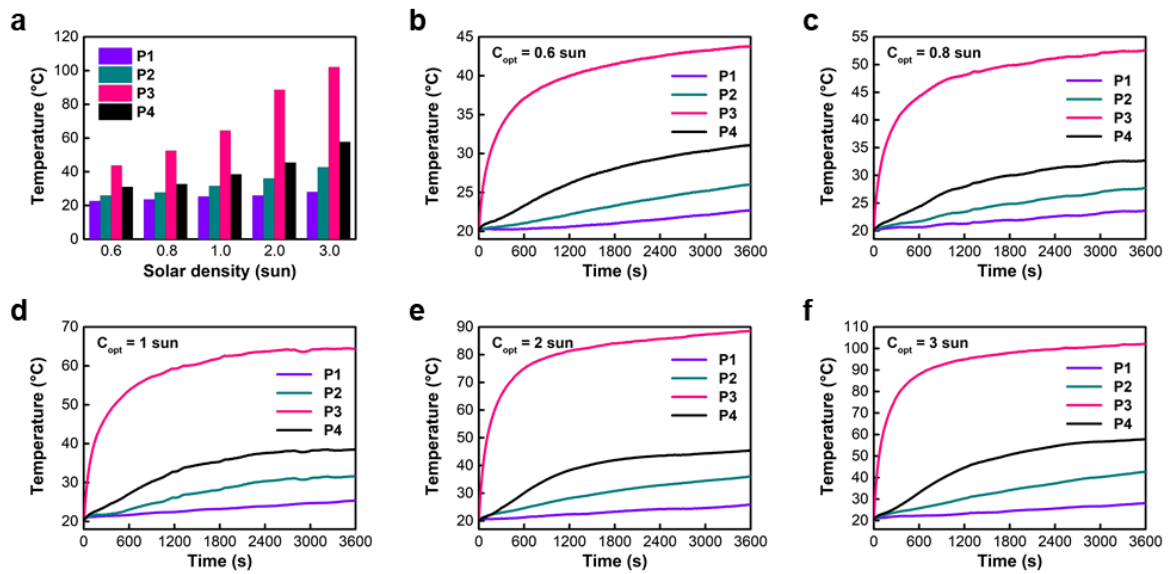 a
Temperature (°C)
120
100
80
60
40
20
0
P1
P2
P3
P4
0.6 0.8 1.0 2.0 3.0
Solar density (sun)
b
Temperature (°C)
45
40
35
30
25
20
C_opt = 0.6 sun
P1
P2
P3
P4
0 600 1200 1800 2400 3000 3600
Time (s)
c
Temperature (°C)
55
50
45
40
35
30
25
20
C_opt = 0.8 sun
P1
P2
P3
P4
0 600 1200 1800 2400 3000 3600
Time (s)
d
Temperature (°C)
70
60
50
40
30
20
C_opt = 1 sun
P1
P2
P3
P4
0 600 1200 1800 2400 3000 3600
Time (s)
e
Temperature (°C)
90
80
70
60
50
40
30
20
C_opt = 2 sun
P1
P2
P3
P4
0 600 1200 1800 2400 3000 3600
Time (s)
f
Temperature (°C)
110
100
90
80
70
60
50
40
30
20
C_opt = 3 sun
P1
P2
P3
P4
0 600 1200 1800 2400 3000 3600
Time (s)